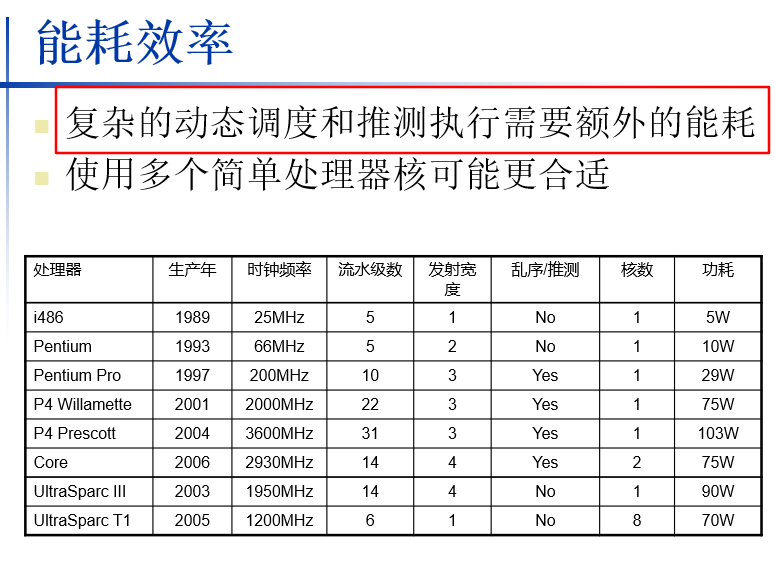 能耗效率
复杂的动态调度和推测执行需要额外的能耗
使用多个简单处理器核可能更合适
处理器 生产年 时钟频率 流水级数 发射宽度 乱序/推测 核数 功耗
i486 1989 25MHz 5 1 No 1 5W
Pentium 1993 66MHz 5 2 No 1 10W
Pentium Pro 1997 200MHz 10 3 Yes 1 29W
P4 Willamette 2001 2000MHz 22 3 Yes 1 75W
P4 Prescott 2004 3600MHz 31 3 Yes 1 103W
Core 2006 2930MHz 14 4 Yes 2 75W
UltraSparc III 2003 1950MHz 14 4 No 1 90W
UltraSparc T1 2005 1200MHz 6 1 No 8 70W